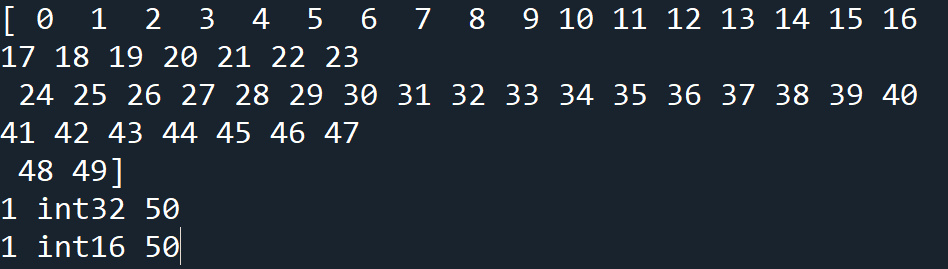 [ 0  1  2  3  4  5  6  7  8  9 10 11 12 13 14 15 16
17 18 19 20 21 22 23
 24 25 26 27 28 29 30 31 32 33 34 35 36 37 38 39 40
41 42 43 44 45 46 47
 48 49]
1 int32 50
1 int16 50